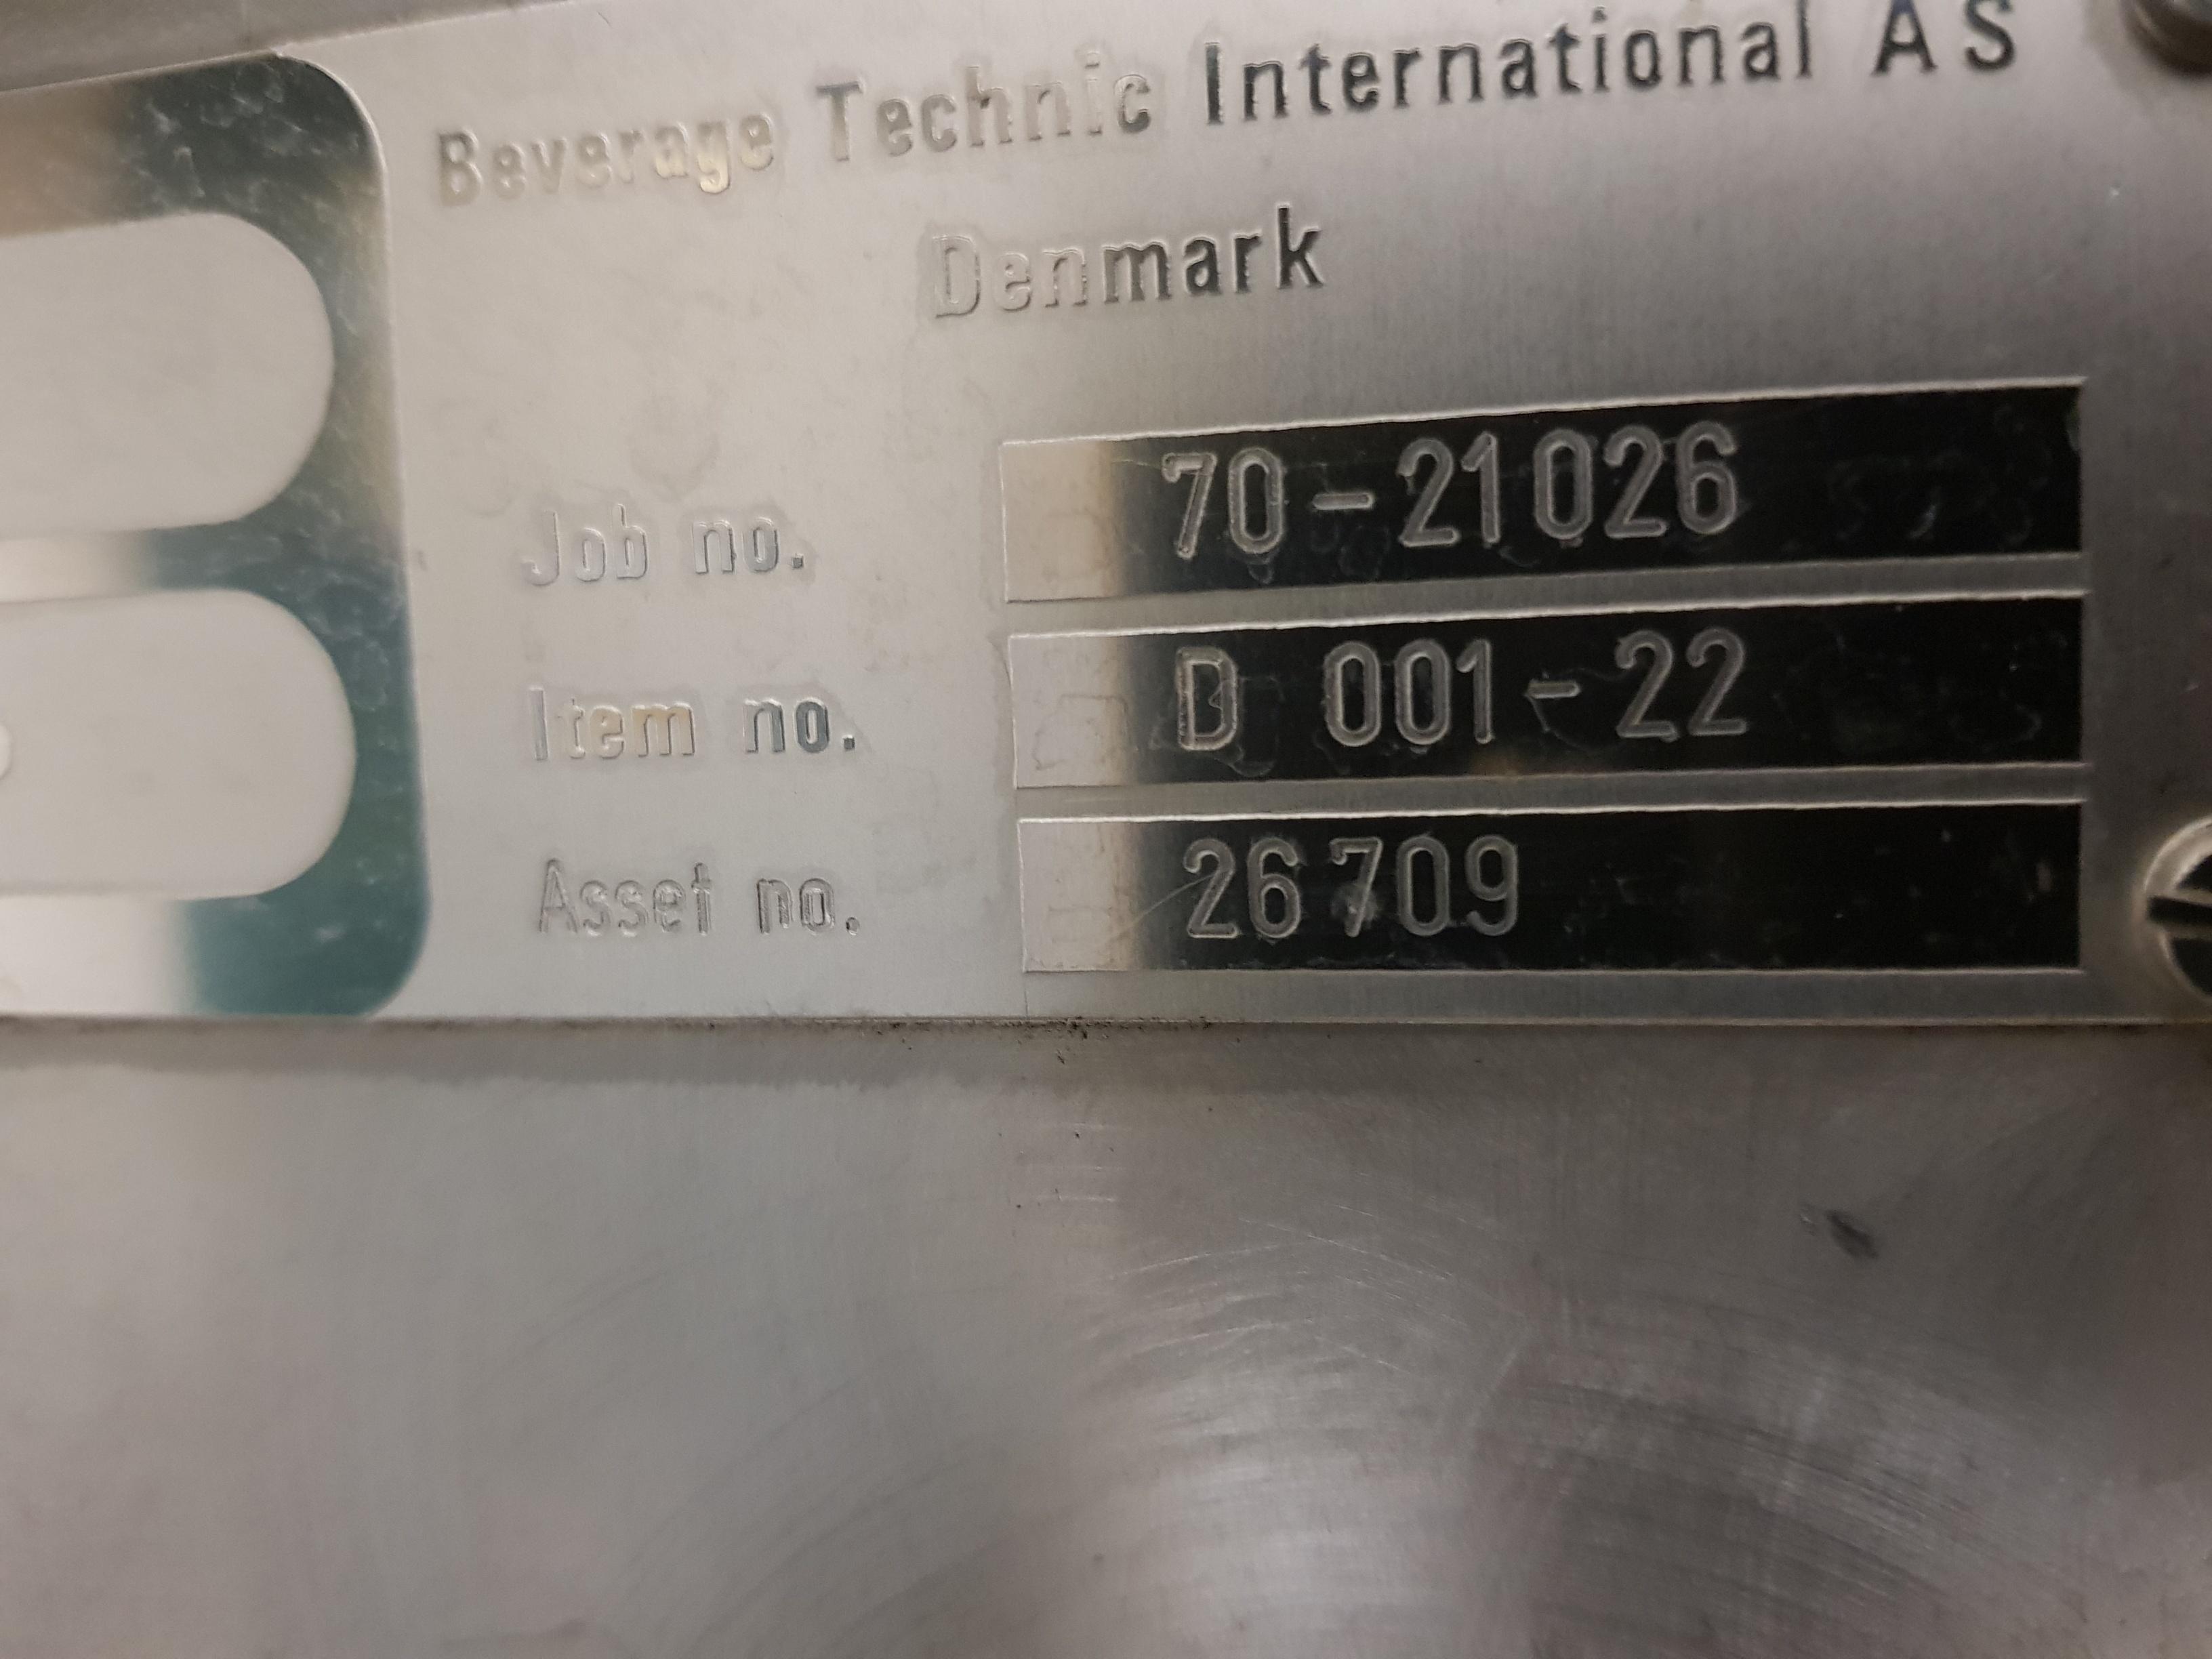 Beverage Technic International AS
Denmark
Job no. 70-21026
Item no. D 001-22
Asset no. 26709